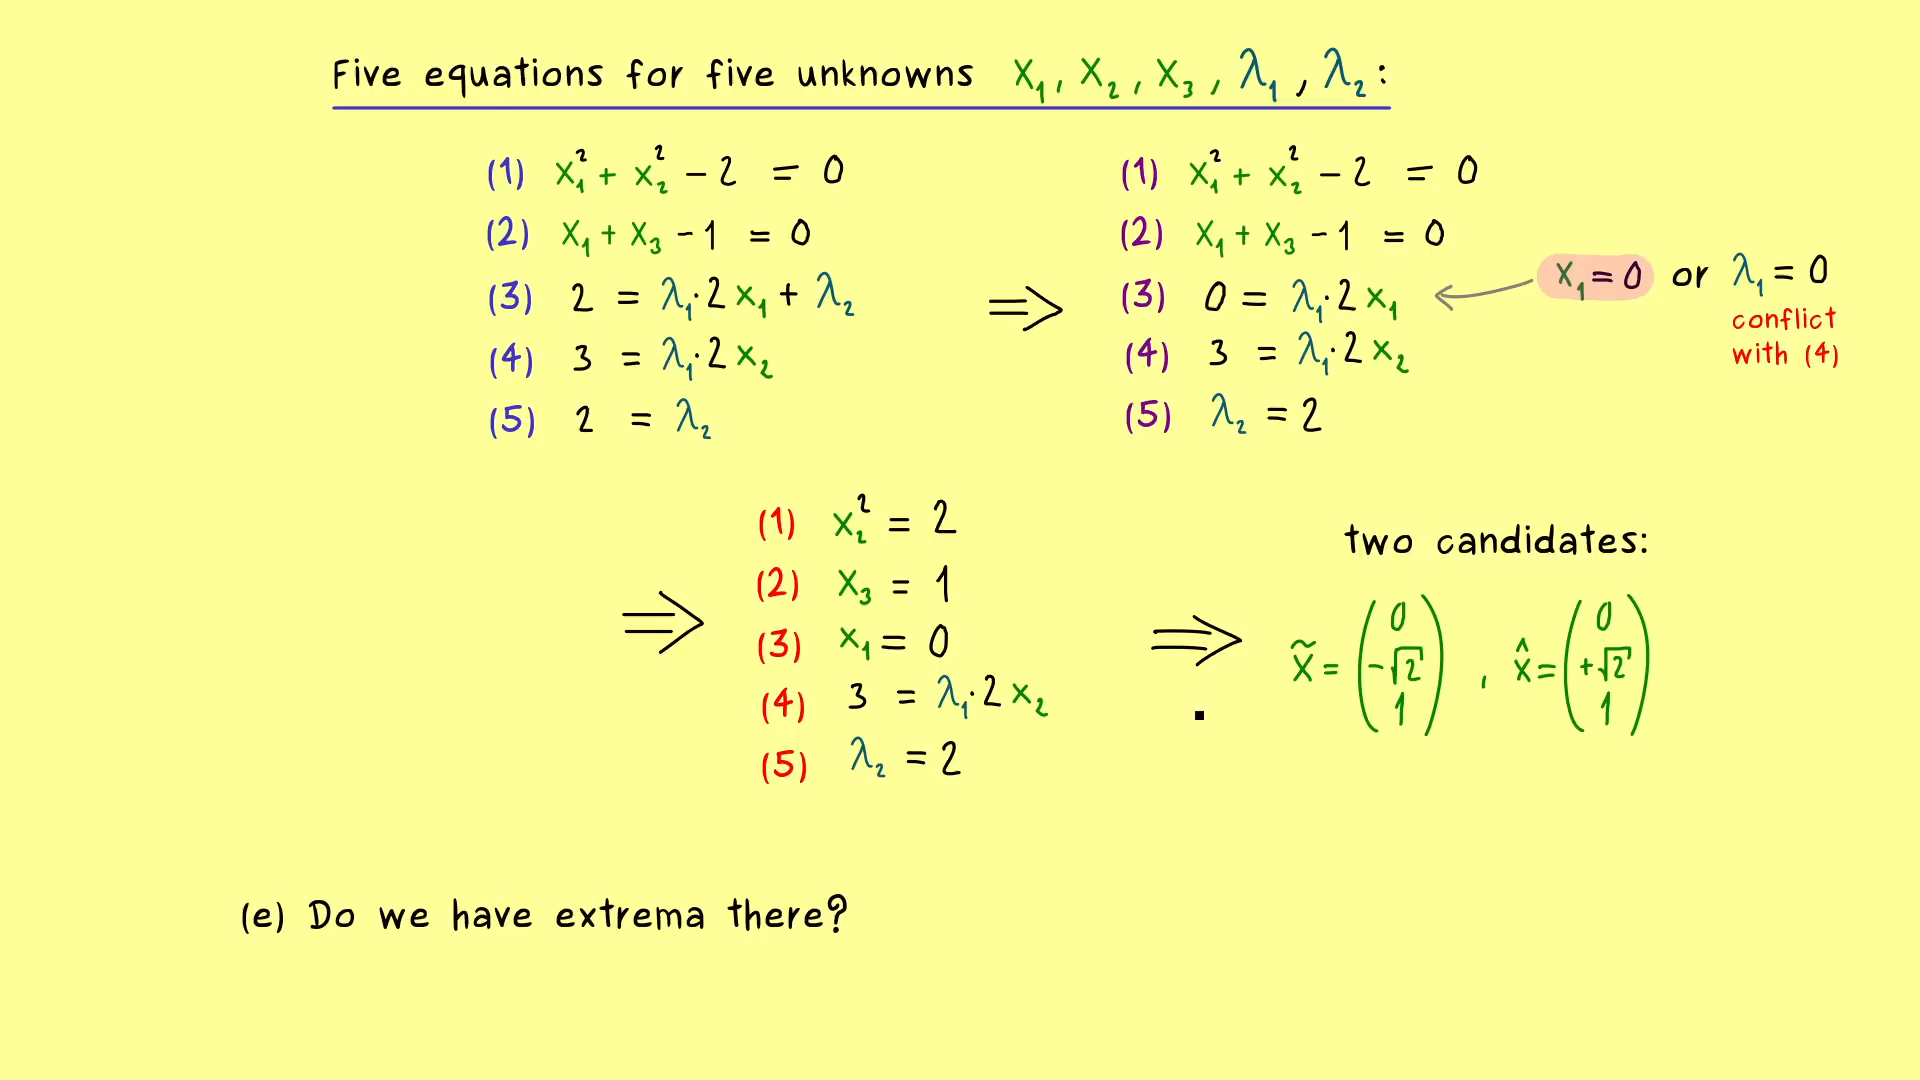 Five equations for five unknowns x₁, x₂, x₃, λ₁, λ₂:
(1) x₁² + x₂² − 2 = 0
(2) x₁ + x₃ − 1 = 0
(3) 2 = λ₁·2x₁ + λ₂
(4) 3 = λ₁·2x₂
(5) 2 = λ₂
⇒
(1) x₁² + x₂² − 2 = 0
(2) x₁ + x₃ − 1 = 0
(3) 0 = λ₁·2x₁ ← x₁ = 0 or λ₁ = 0
conflict
with (4)
(4) 3 = λ₁·2x₂
(5) λ₂ = 2
⇒
(1) x₂² = 2
(2) x₃ = 1
(3) x₁ = 0
(4) 3 = λ₁·2x₂
(5) λ₂ = 2
⇒
two candidates:
x̃ = (0, −√2, 1), x̂ = (0, +√2, 1)
(e) Do we have extrema there?